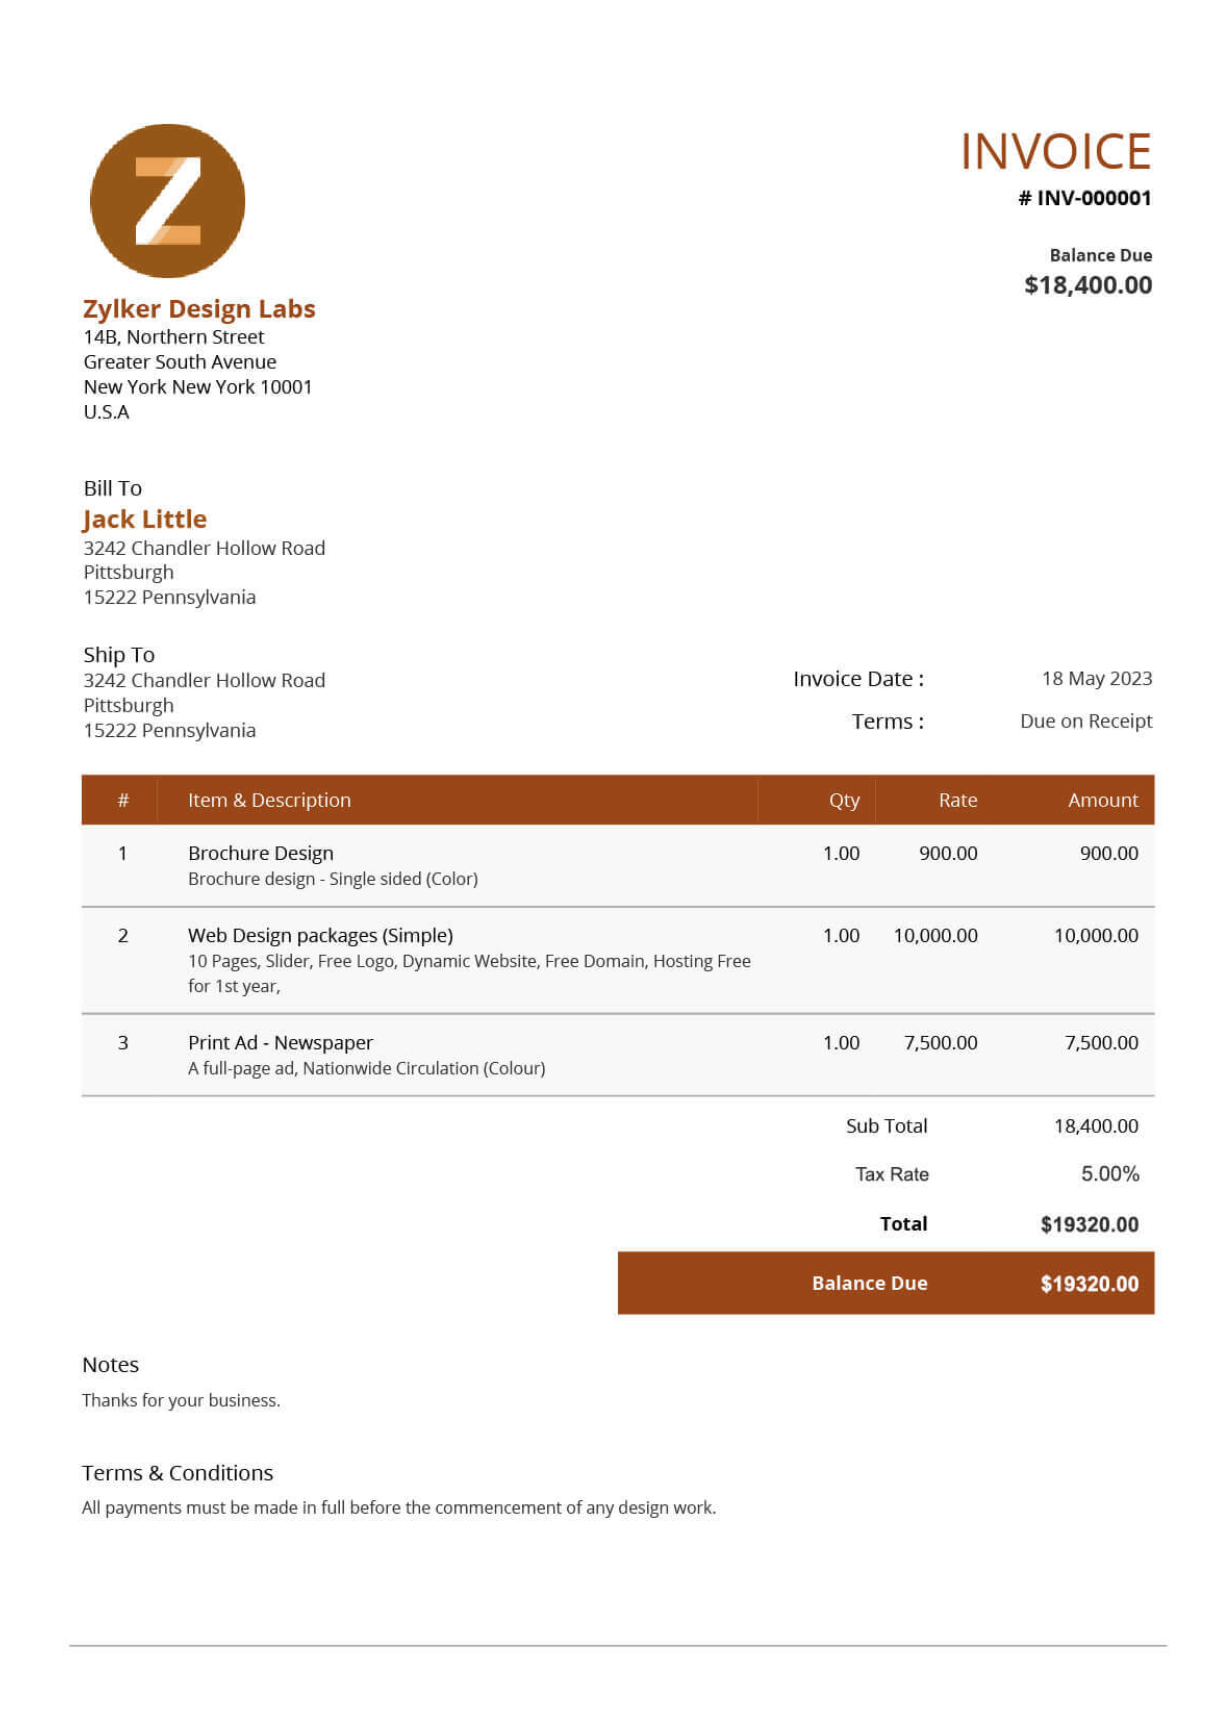 Z
INVOICE
# INV-000001
Balance Due
$18,400.00
Zylker Design Labs
14B, Northern Street
Greater South Avenue
New York New York 10001
U.S.A
Bill To
Jack Little
3242 Chandler Hollow Road
Pittsburgh
15222 Pennsylvania
Ship To
3242 Chandler Hollow Road
Pittsburgh
15222 Pennsylvania
Invoice Date : 18 May 2023
Terms : Due on Receipt
# Item & Description Qty Rate Amount
1 Brochure Design 1.00 900.00 900.00
Brochure design - Single sided (Color)
2 Web Design packages (Simple) 1.00 10,000.00 10,000.00
10 Pages, Slider, Free Logo, Dynamic Website, Free Domain, Hosting Free
for 1st year,
3 Print Ad - Newspaper 1.00 7,500.00 7,500.00
A full-page ad, Nationwide Circulation (Colour)
Sub Total 18,400.00
Tax Rate 5.00%
Total $19320.00
Balance Due $19320.00
Notes
Thanks for your business.
Terms & Conditions
All payments must be made in full before the commencement of any design work.